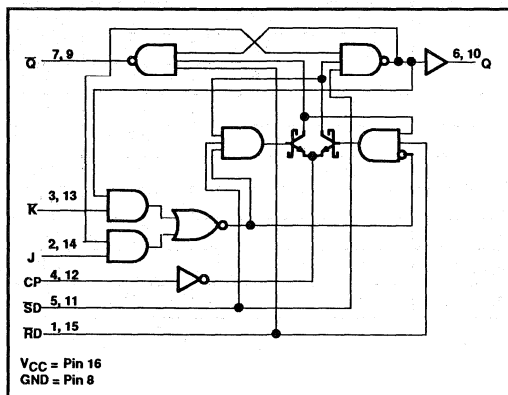 Q̅ 7, 9
6, 10 Q
K̅ 3, 13
J 2, 14
CP 4, 12
S̅D 5, 11
R̅D 1, 15
VCC = Pin 16
GND = Pin 8